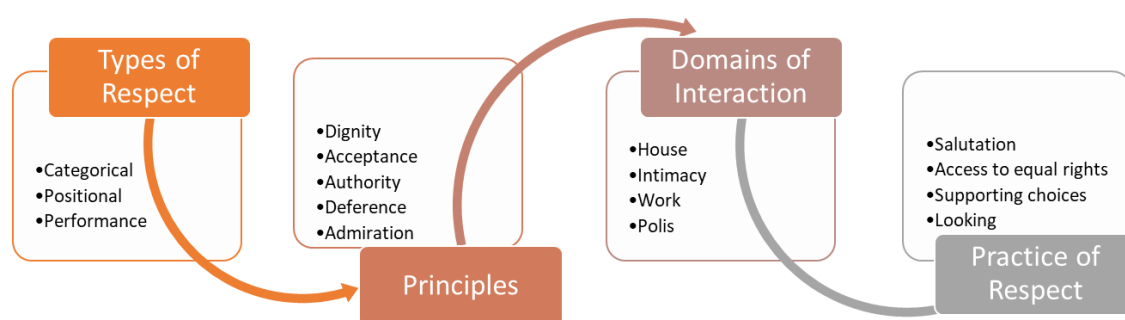 Types of
Respect
•Categorical
•Positional
•Performance
•Dignity
•Acceptance
•Authority
•Deference
•Admiration
Principles
Domains of
Interaction
•House
•Intimacy
•Work
•Polis
•Salutation
•Access to equal rights
•Supporting choices
•Looking
Practice of
Respect